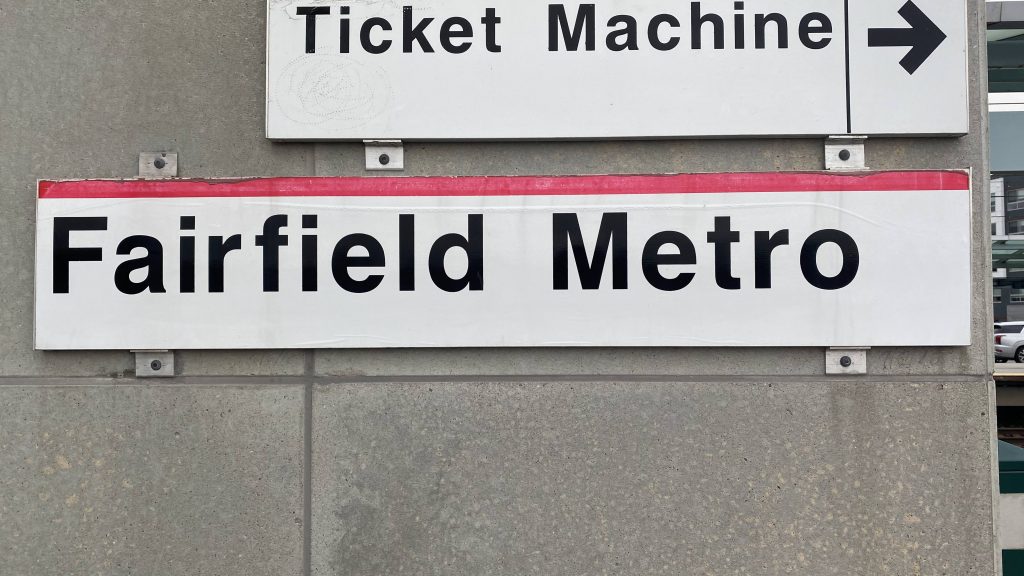 Ticket Machine →
Fairfield Metro